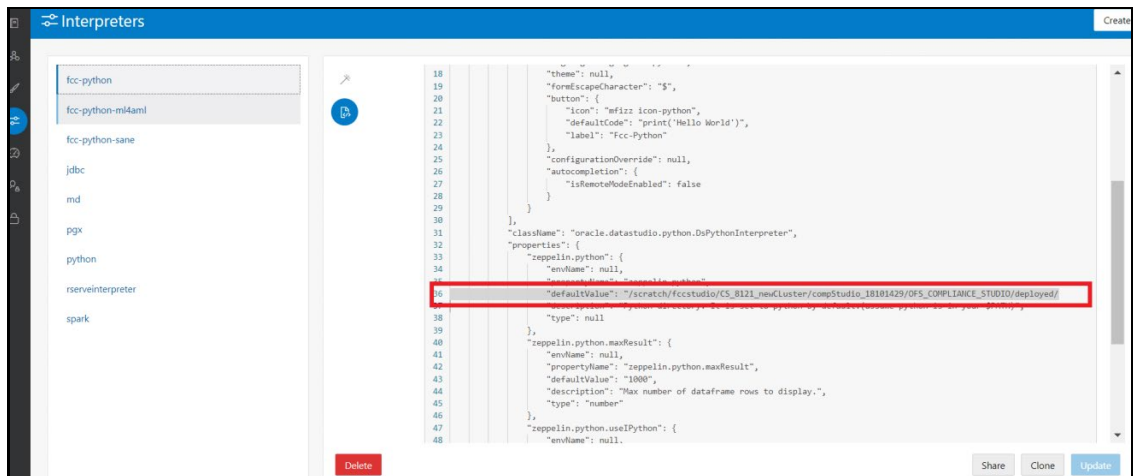 Interpreters
Create
fcc-python
fcc-python-ml4aml
fcc-python-sane
jdbc
md
pgx
python
rserveinterpreter
spark
18 "theme": null,
19 "formEscapeCharacter": "$",
20 "button": {
21 "icon": "mfizz icon-python",
22 "defaultCode": "print('Hello World')",
23 "label": "Fcc-Python"
24 },
25 "configurationOverride": null,
26 "autocompletion": {
27 "isRemoteModeEnabled": false
28 }
29 }
30 ],
31 "className": "oracle.datastudio.python.DsPythonInterpreter",
32 "properties": {
33 "zeppelin.python": {
34 "envName": null,
35 "propertyName": "zeppelin.python",
36 "defaultValue": "/scratch/fccstudio/CS_8121_newCLuster/compStudio_18101429/OFS_COMPLIANCE_STUDIO/deployed/
37
38 "type": null
39 },
40 "zeppelin.python.maxResult": {
41 "envName": null,
42 "propertyName": "zeppelin.python.maxResult",
43 "defaultValue": "1000",
44 "description": "Max number of dataframe rows to display.",
45 "type": "number"
46 },
47 "zeppelin.python.useIPython": {
48 "envName": null,
Delete
Share Clone Update